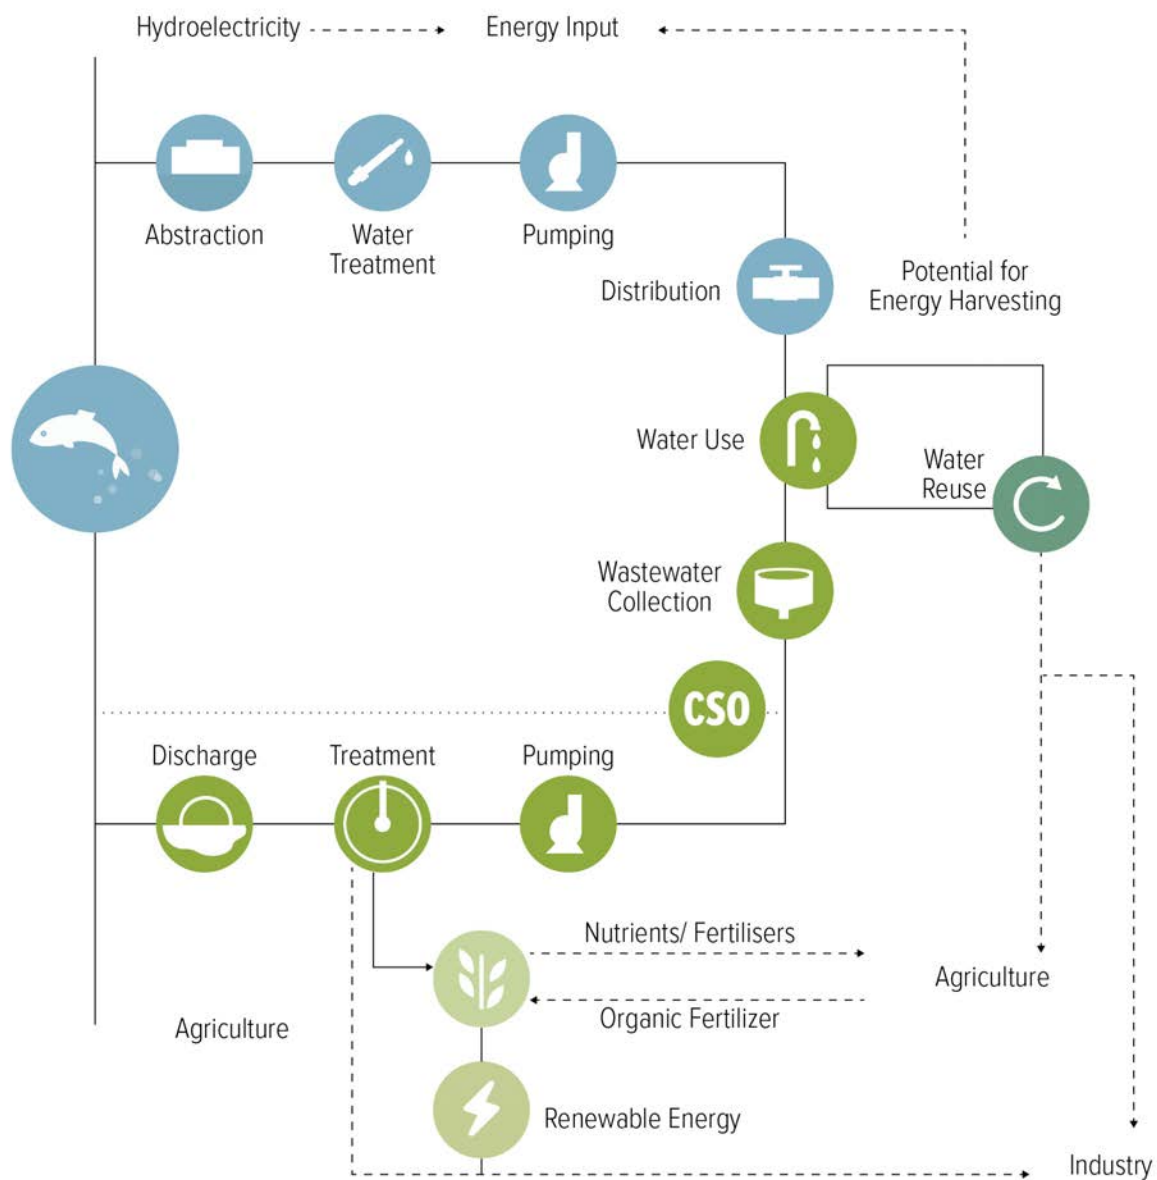 Hydroelectricity
Energy Input
Abstraction
Water
Treatment
Pumping
Distribution
Potential for
Energy Harvesting
Water Use
Water
Reuse
Wastewater
Collection
CSO
Discharge
Treatment
Pumping
Nutrients/ Fertilisers
Agriculture
Organic Fertilizer
Agriculture
Renewable Energy
Industry